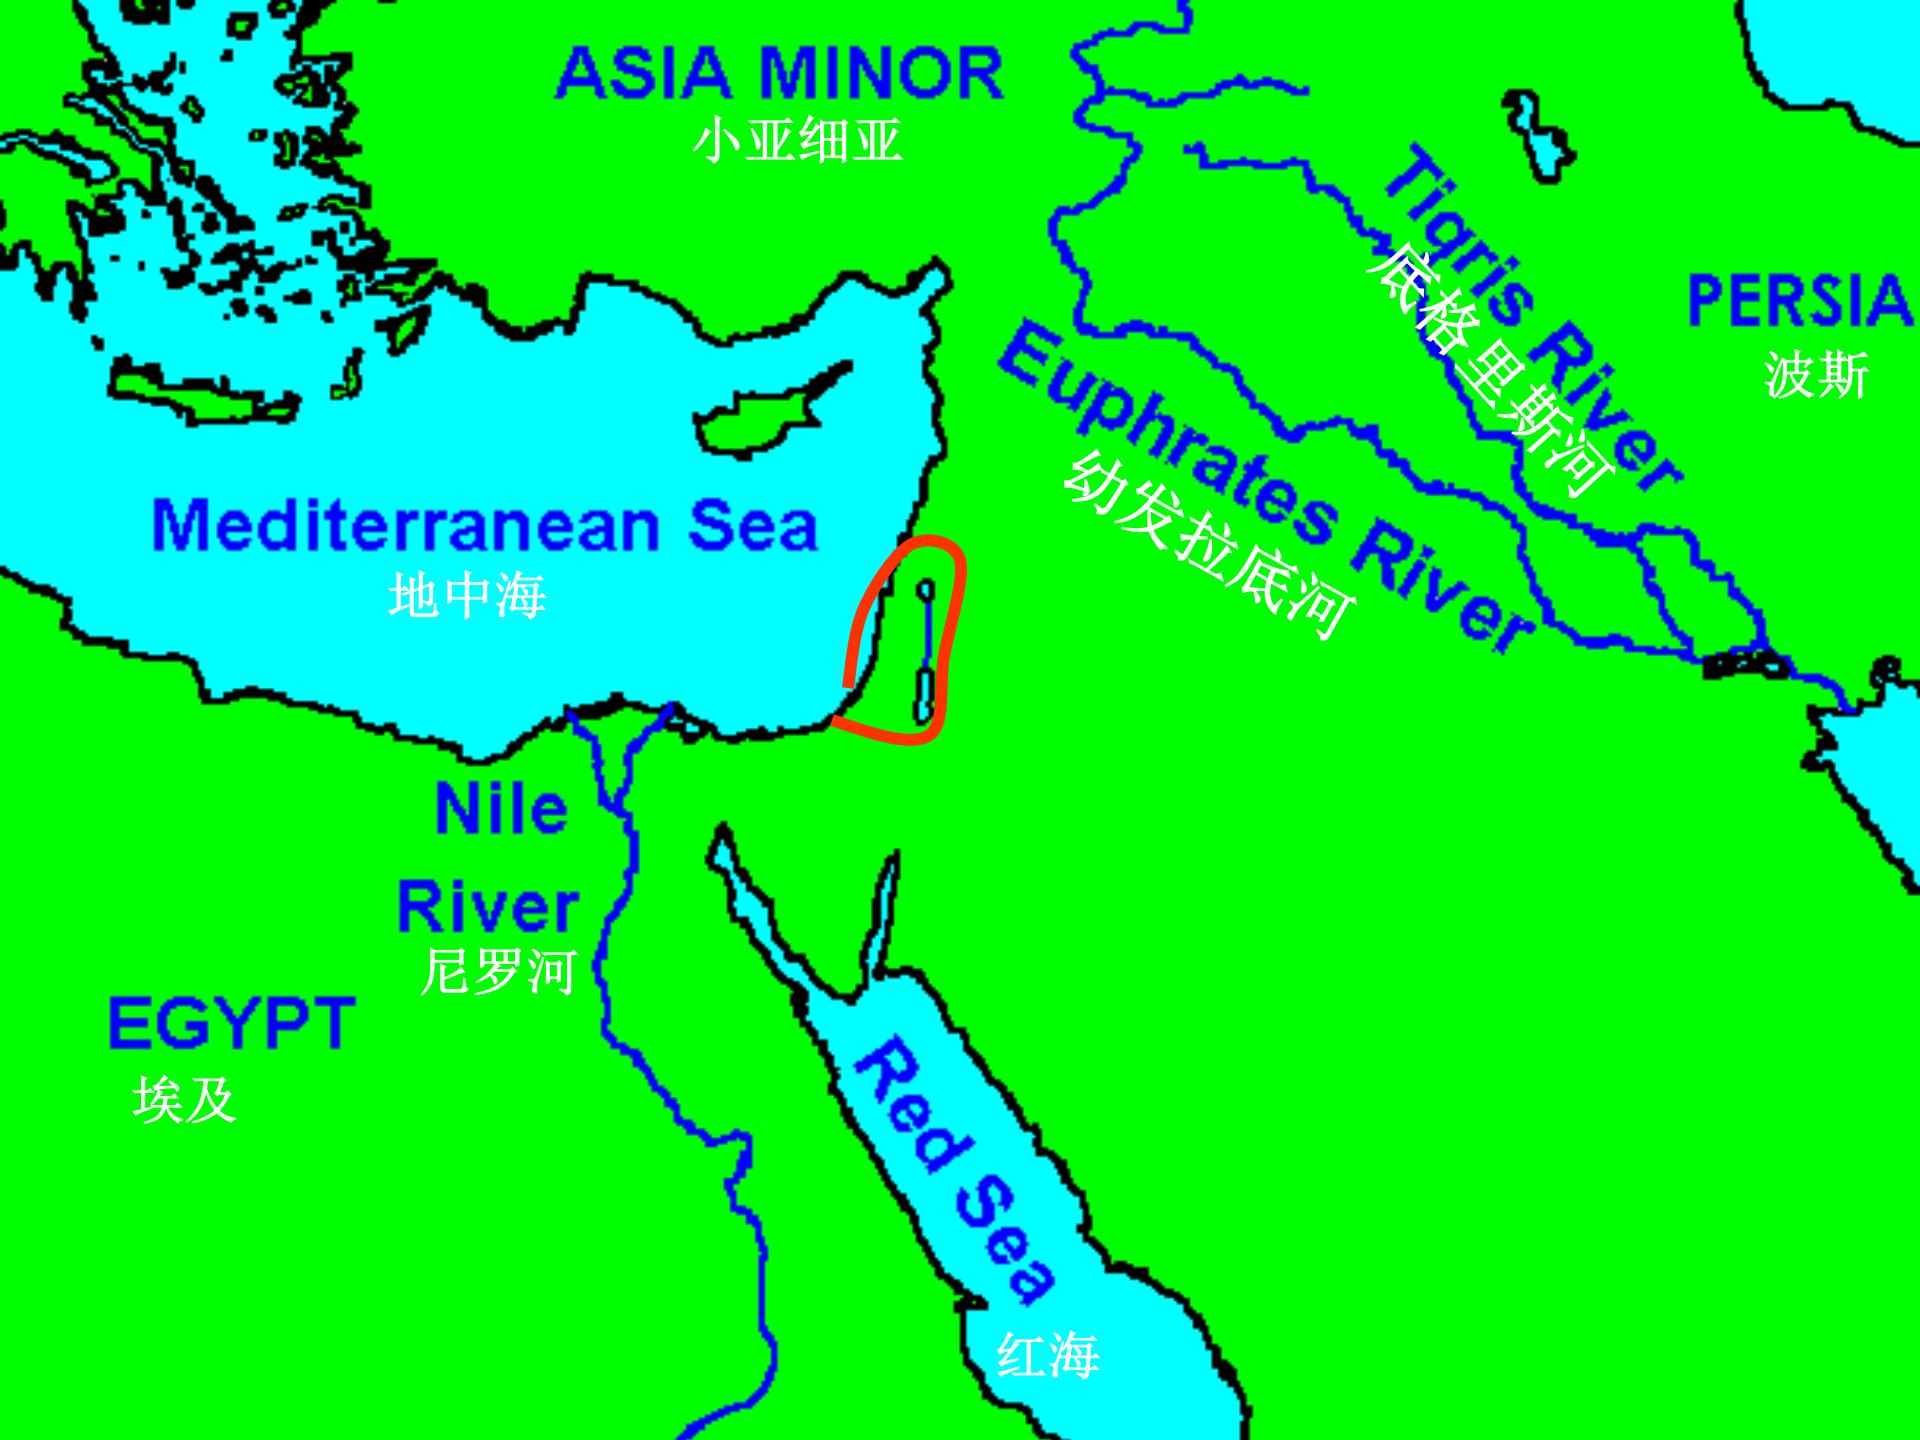 ASIA MINOR
小亚细亚
Tiqris River
底格里斯河
PERSIA
波斯
Euphrates River
幼发拉底河
Mediterranean Sea
地中海
Nile
River
尼罗河
EGYPT
埃及
Red Sea
红海